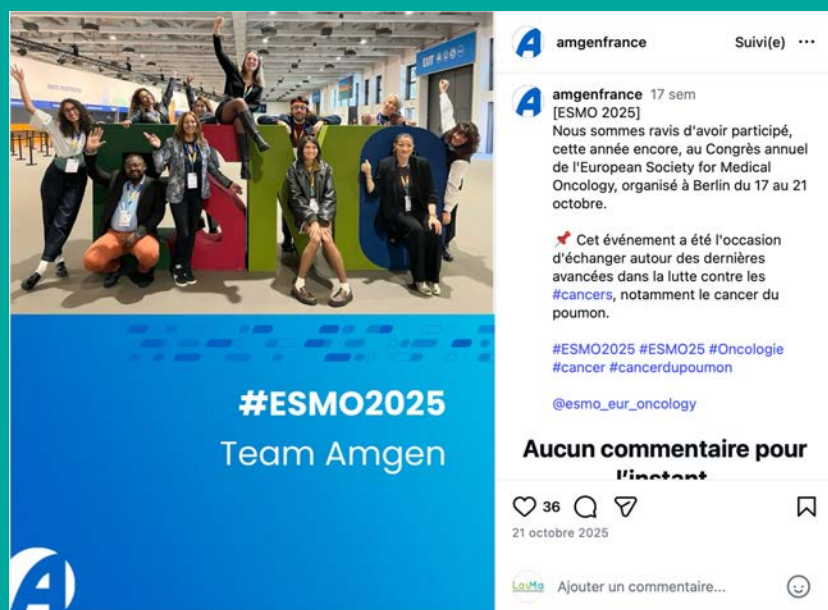 EXIT
ESMO
#ESMO2025
Team Amgen
amgenfrance
Suivi(e)
amgenfrance 17 sem
[ESMO 2025]
Nous sommes ravis d'avoir participé,
cette année encore, au Congrès annuel
de l'European Society for Medical
Oncology, organisé à Berlin du 17 au 21
octobre.
📌 Cet événement a été l'occasion
d'échanger autour des dernières
avancées dans la lutte contre les
#cancers, notamment le cancer du
poumon.
#ESMO2025 #ESMO25 #Oncologie
#cancer #cancerdupoumon
@esmo_eur_oncology
Aucun commentaire pour
l'instant
36
21 octobre 2025
LauMa
Ajouter un commentaire...